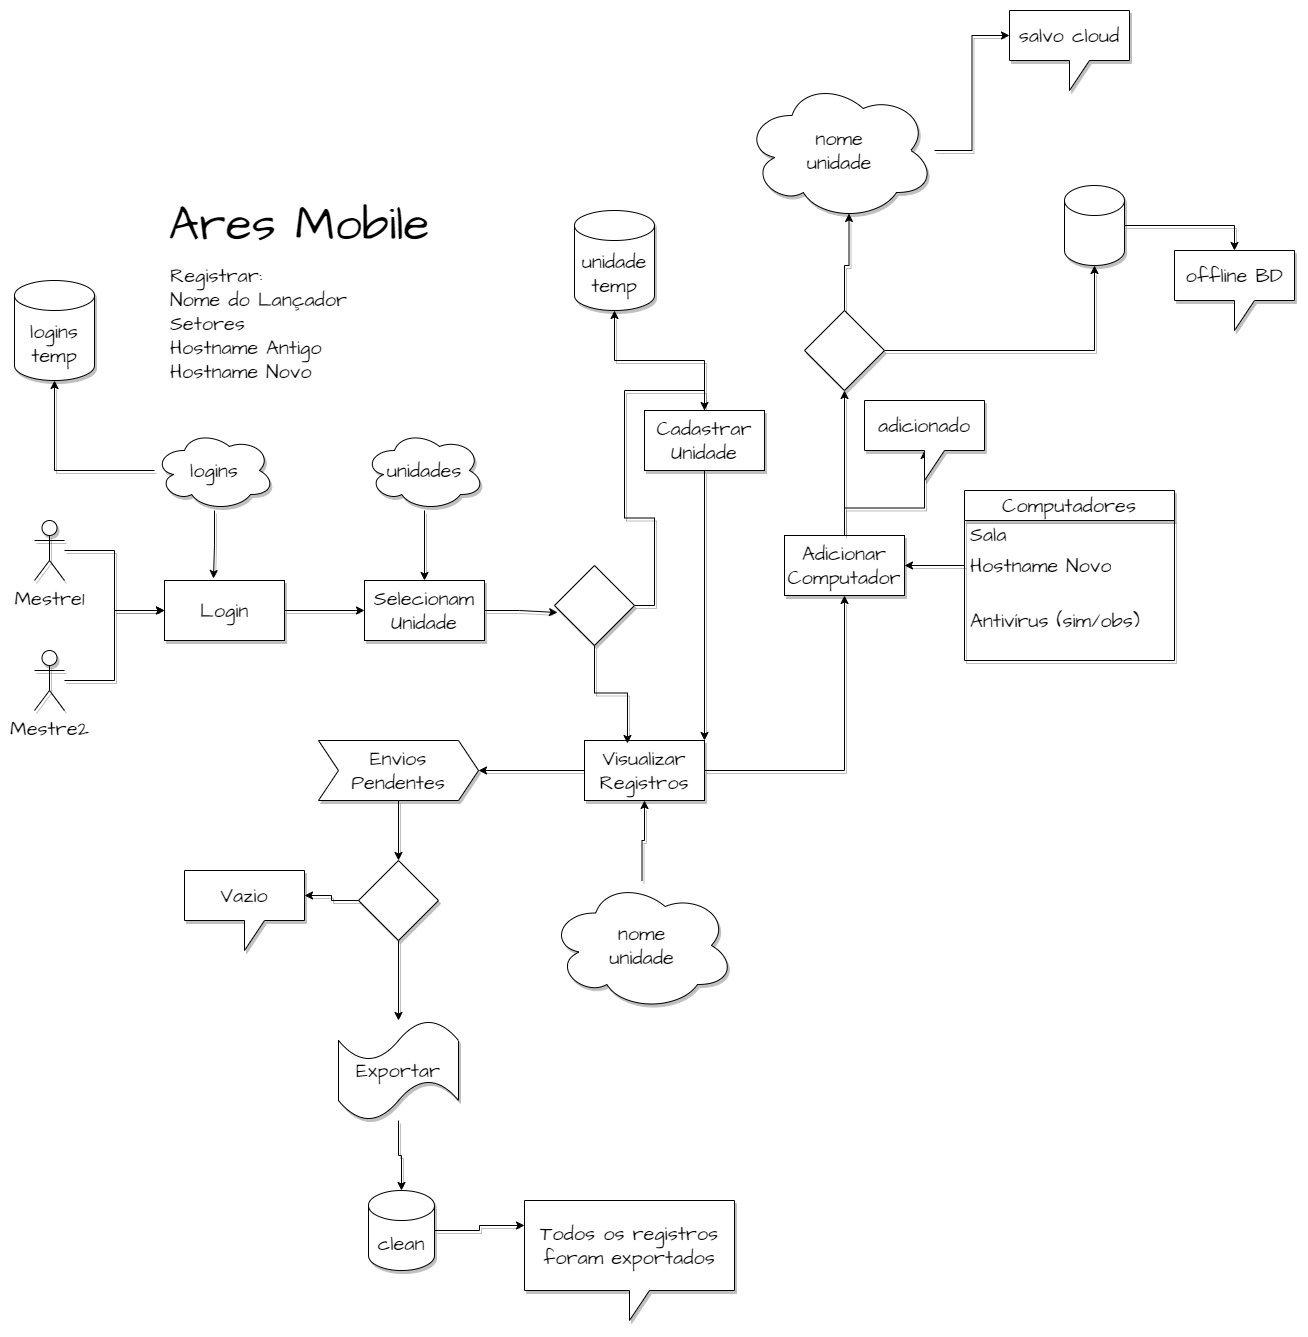 salvo cloud
nome
unidade
Ares Mobile
Registrar:
Nome do Lançador
Setores
Hostname Antigo
Hostname Novo
unidade
temp
offline BD
logins
temp
logins
unidades
Cadastrar
Unidade
adicionado
Computadores
Sala
Hostname Novo
Antivirus (sim/obs)
Adicionar
Computador
Mestre1
Login
Selecionam
Unidade
Mestre2
Envios
Pendentes
Visualizar
Registros
Vazio
nome
unidade
Exportar
clean
Todos os registros
foram exportados